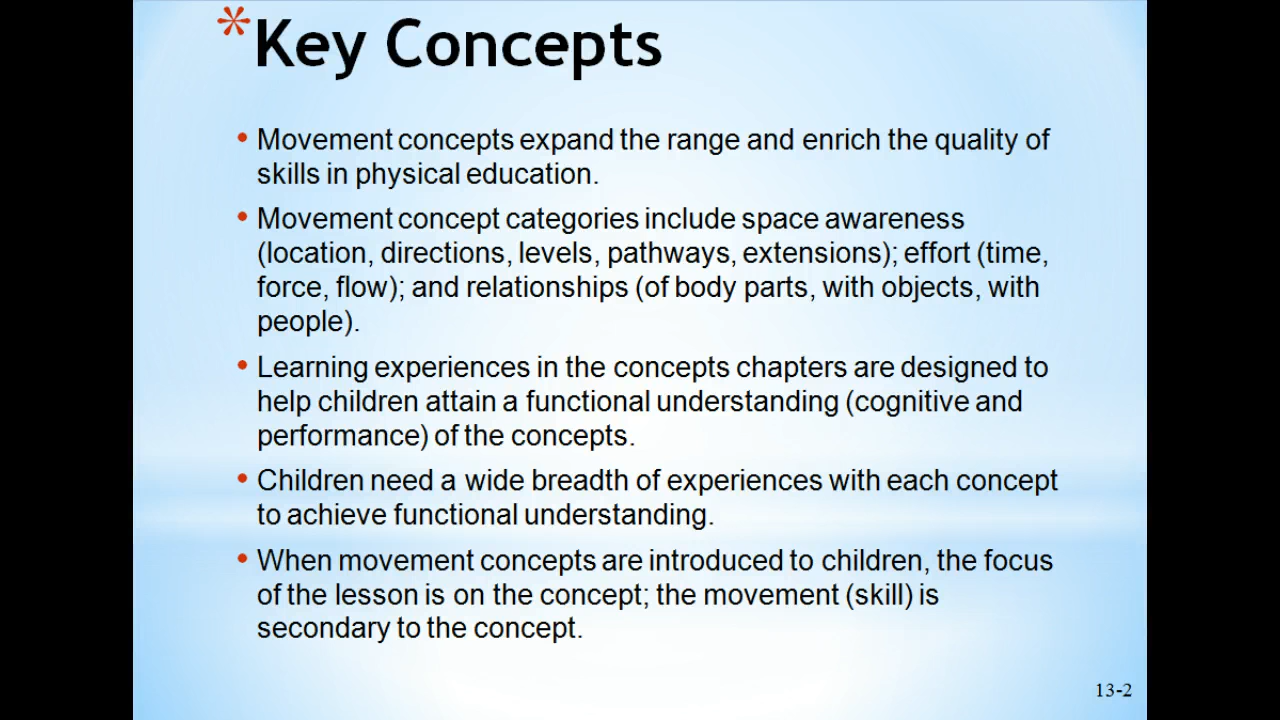 * Key Concepts
• Movement concepts expand the range and enrich the quality of
skills in physical education.
• Movement concept categories include space awareness
(location, directions, levels, pathways, extensions); effort (time,
force, flow); and relationships (of body parts, with objects, with
people).
• Learning experiences in the concepts chapters are designed to
help children attain a functional understanding (cognitive and
performance) of the concepts.
• Children need a wide breadth of experiences with each concept
to achieve functional understanding.
• When movement concepts are introduced to children, the focus
of the lesson is on the concept; the movement (skill) is
secondary to the concept.
13-2